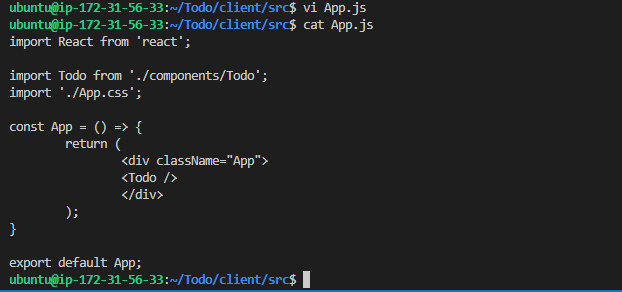 ubuntu@ip-172-31-56-33:~/Todo/client/src$ vi App.js
ubuntu@ip-172-31-56-33:~/Todo/client/src$ cat App.js
import React from 'react';
import Todo from './components/Todo';
import './App.css';
const App = () => {
        return (
                <div className="App">
                <Todo />
                </div>
        );
}
export default App;
ubuntu@ip-172-31-56-33:~/Todo/client/src$